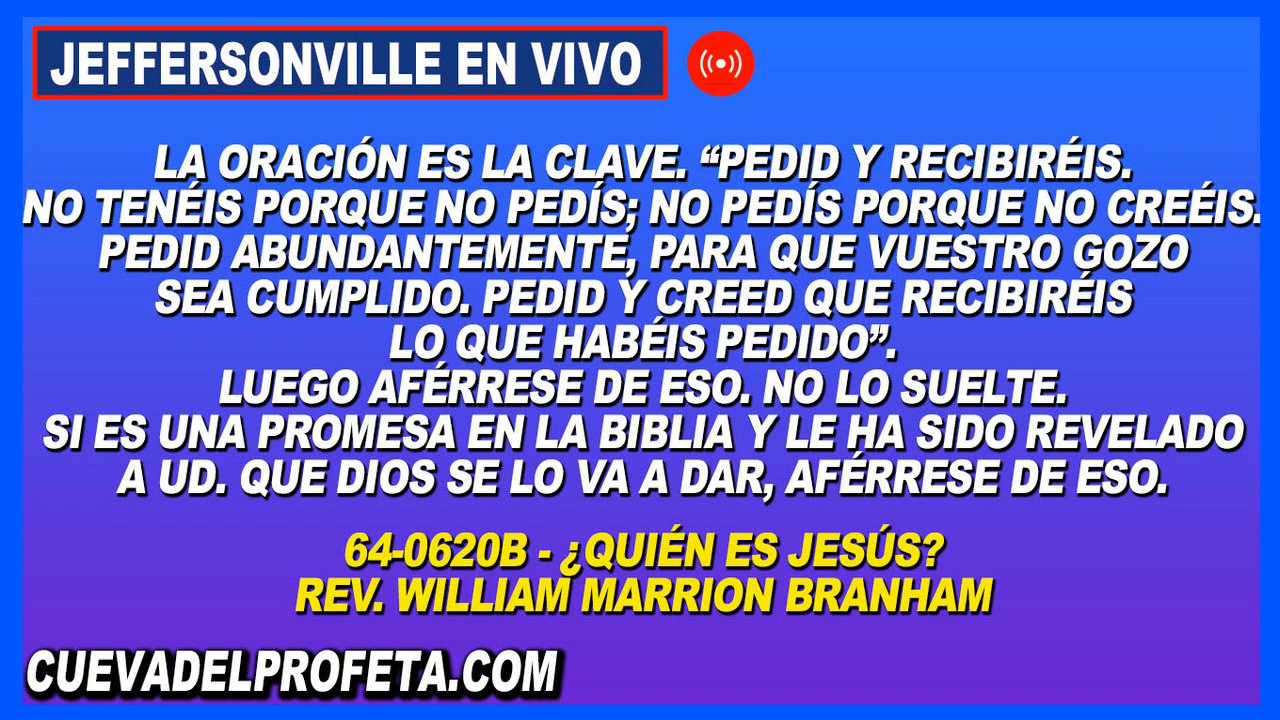 JEFFERSONVILLE EN VIVO
LA ORACIÓN ES LA CLAVE. “PEDID Y RECIBIRÉIS.
NO TENÉIS PORQUE NO PEDÍS; NO PEDÍS PORQUE NO CREÉIS.
PEDID ABUNDANTEMENTE, PARA QUE VUESTRO GOZO
SEA CUMPLIDO. PEDID Y CREED QUE RECIBIRÉIS
LO QUE HABÉIS PEDIDO”.
LUEGO AFÉRRESE DE ESO. NO LO SUELTE.
SI ES UNA PROMESA EN LA BIBLIA Y LE HA SIDO REVELADO
A UD. QUE DIOS SE LO VA A DAR, AFÉRRESE DE ESO.
64-0620B - ¿QUIÉN ES JESÚS?
REV. WILLIAM MARRION BRANHAM
CUEVADELPROFETA.COM